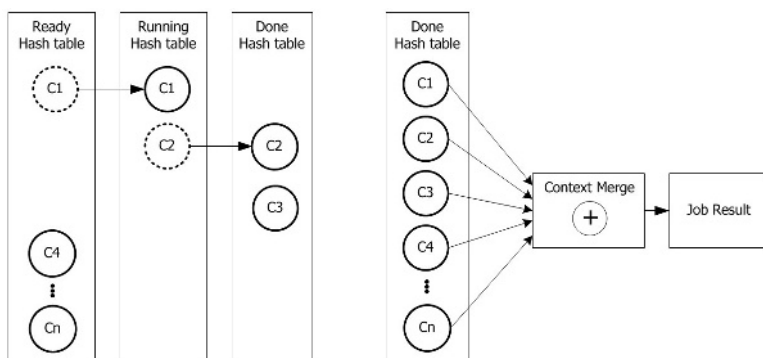 Ready
Hash table
Running
Hash table
Done
Hash table
C1
C1
C2
C2
C3
C4
Cn
Done
Hash table
C1
C2
C3
C4
Cn
Context Merge
+
Job Result